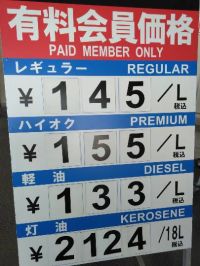 有料会員価格
PAID MEMBER ONLY
レギュラー REGULAR
¥ 145 /L 税込
ハイオク PREMIUM
¥ 155 /L 税込
軽油 DIESEL
¥ 133 /L 税込
灯油 KEROSENE
¥ 2124 /18L 税込